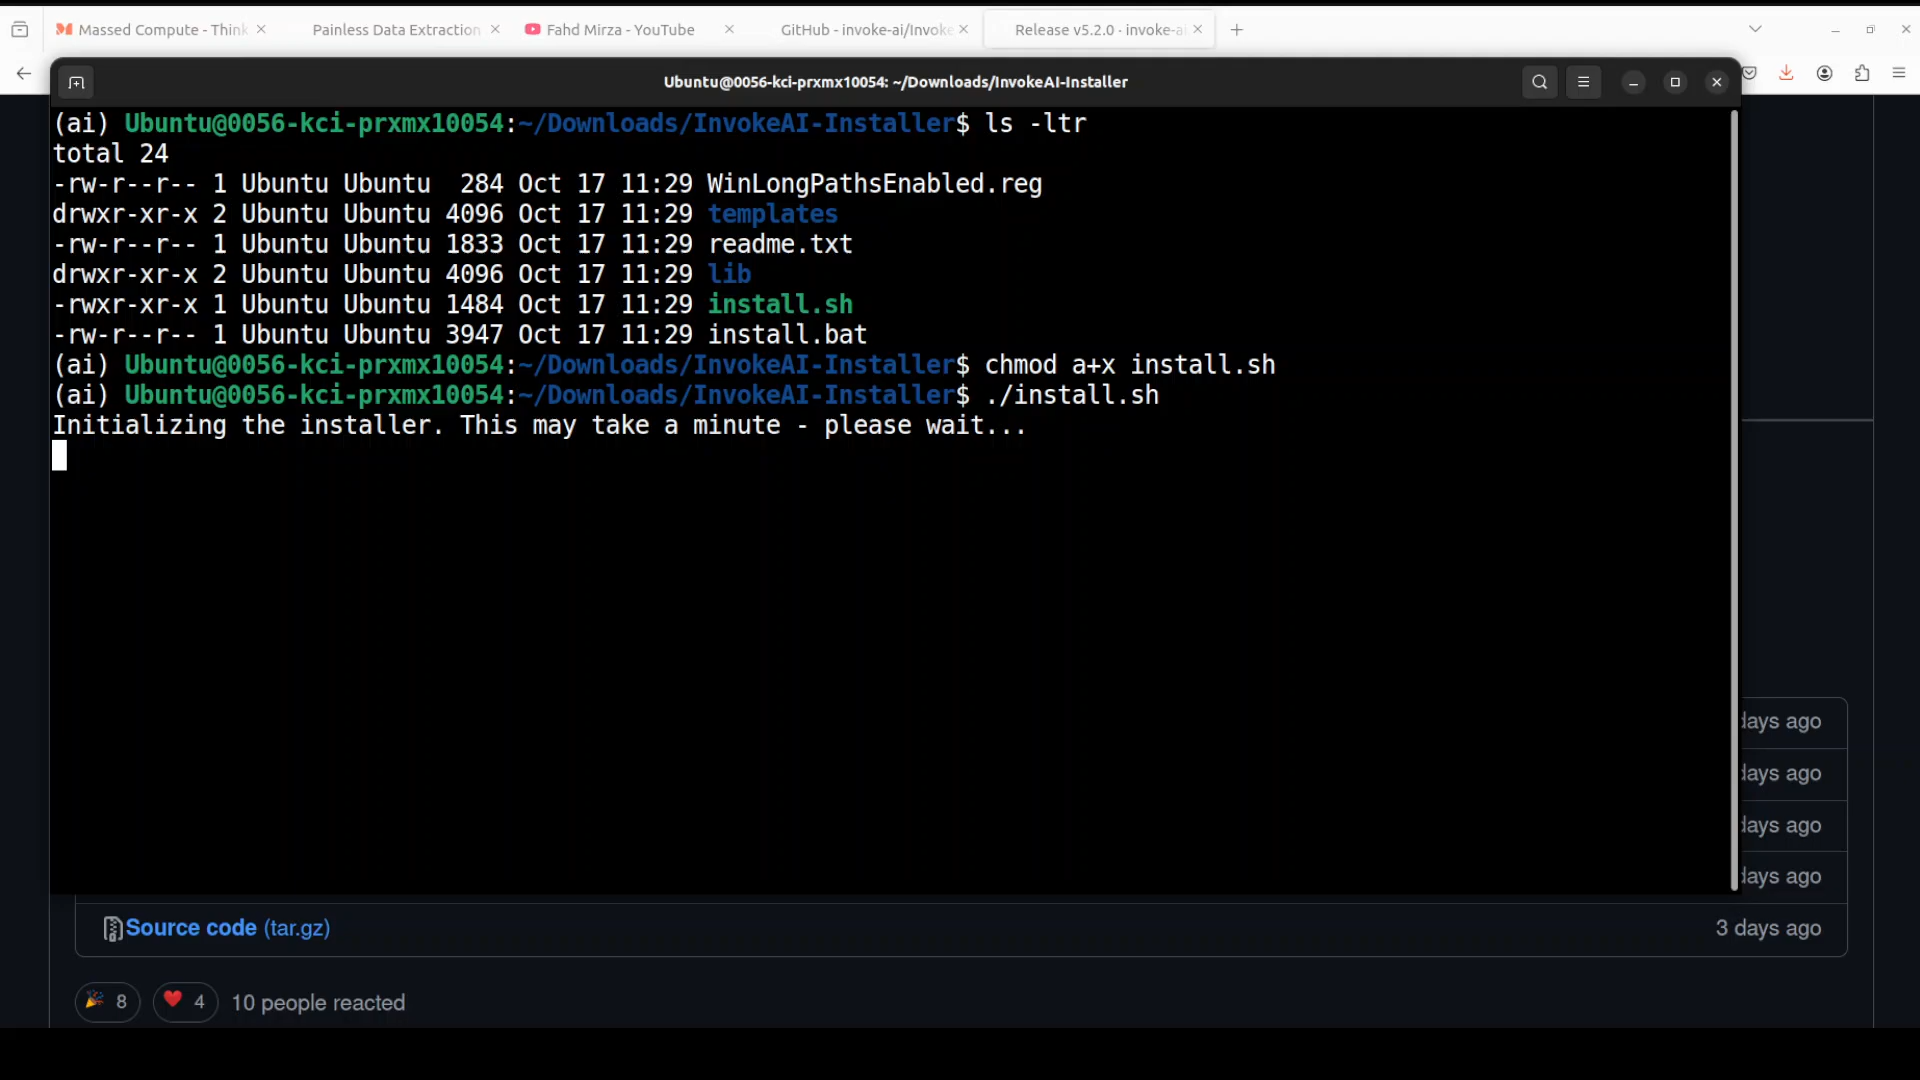 Massed Compute - Think
Painless Data Extraction
Fahd Mirza - YouTube
GitHub - invoke-ai/Invoke
Release v5.2.0 · invoke-ai
Ubuntu@0056-kci-prxmx10054: ~/Downloads/InvokeAI-Installer
(ai) Ubuntu@0056-kci-prxmx10054:~/Downloads/InvokeAI-Installer$ ls -ltr
total 24
-rw-r--r-- 1 Ubuntu Ubuntu  284 Oct 17 11:29 WinLongPathsEnabled.reg
drwxr-xr-x 2 Ubuntu Ubuntu 4096 Oct 17 11:29 templates
-rw-r--r-- 1 Ubuntu Ubuntu 1833 Oct 17 11:29 readme.txt
drwxr-xr-x 2 Ubuntu Ubuntu 4096 Oct 17 11:29 lib
-rwxr-xr-x 1 Ubuntu Ubuntu 1484 Oct 17 11:29 install.sh
-rw-r--r-- 1 Ubuntu Ubuntu 3947 Oct 17 11:29 install.bat
(ai) Ubuntu@0056-kci-prxmx10054:~/Downloads/InvokeAI-Installer$ chmod a+x install.sh
(ai) Ubuntu@0056-kci-prxmx10054:~/Downloads/InvokeAI-Installer$ ./install.sh
Initializing the installer. This may take a minute - please wait...
days ago
days ago
days ago
days ago
Source code (tar.gz) 3 days ago
8 4 10 people reacted